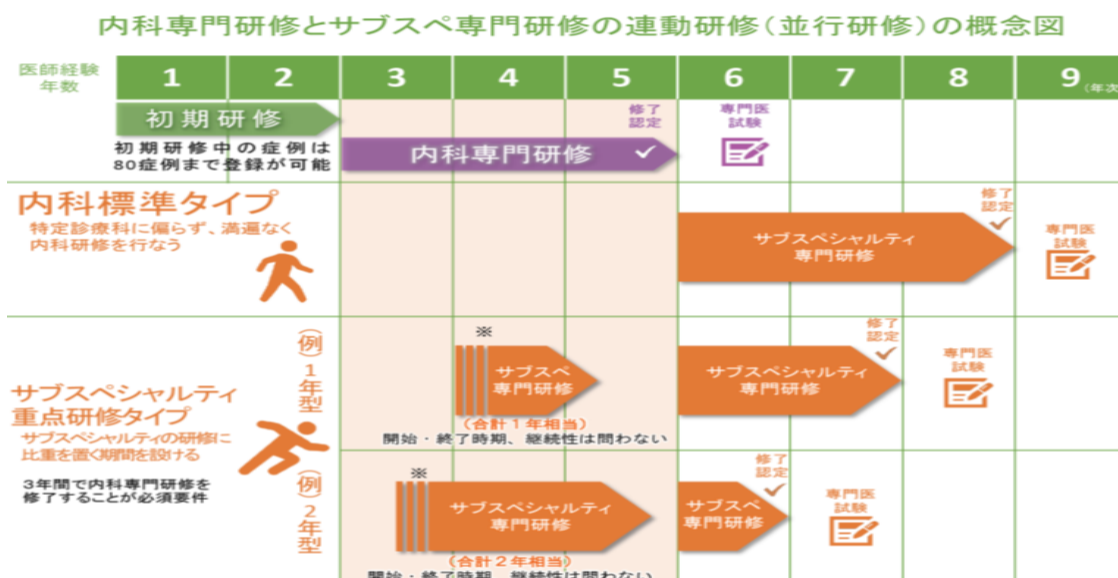 内科専門研修とサブスペ専門研修の連動研修（並行研修）の概念図
医師経験
年数
1 2 3 4 5 6 7 8 9（年次
初期研修
初期研修中の症例は
80症例まで登録が可能
修了
認定
内科専門研修
専門医
試験
内科標準タイプ
特定診療科に偏らず、満遍なく
内科研修を行なう
サブスペシャルティ
専門研修
修了
認定
専門医
試験
サブスペシャルティ
重点研修タイプ
サブスペシャルティの研修に
比重を置く期間を設ける
3年間で内科専門研修を
修了することが必須要件
（例）1年型
※
サブスペ
専門研修
（合計1年相当）
開始・終了時期、継続性は問わない
サブスペシャルティ
専門研修
修了
認定
専門医
試験
（例）2年型
※
サブスペシャルティ
専門研修
（合計2年相当）
開始・終了時期、継続性は問わない
サブスペ
専門研修
修了
認定
専門医
試験